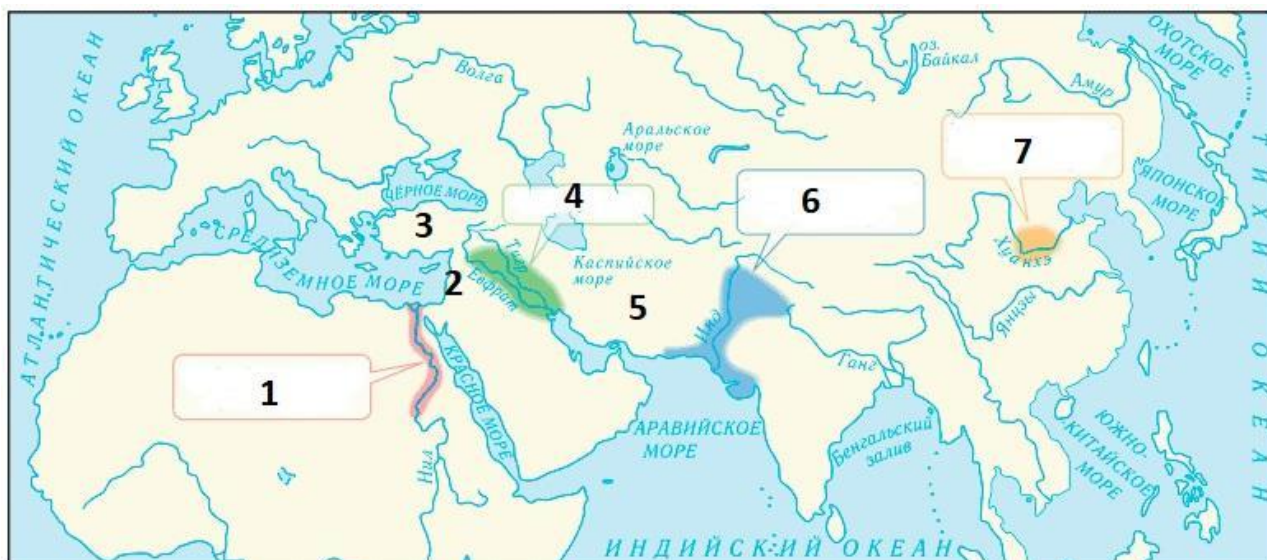 АТЛАНТИЧЕСКИЙ ОКЕАН
Волга
оз.
Байкал
Амур
ОХОТСКОЕ
МОРЕ
Аральское
море
7
ЧЁРНОЕ МОРЕ
4
6
ЯПОНСКОЕ
МОРЕ
ТИХИЙ ОКЕАН
3
СРЕДИЗЕМНОЕ МОРЕ
2
Тигр
Евфрат
Каспийское
море
5
Инд
Хуанхэ
Янцзы
1
КРАСНОЕ МОРЕ
Ганг
АРАВИЙСКОЕ
МОРЕ
Бенгальский
залив
ЮЖНО-
КИТАЙСКОЕ
МОРЕ
Нил
ИНДИЙСКИЙ ОКЕАН